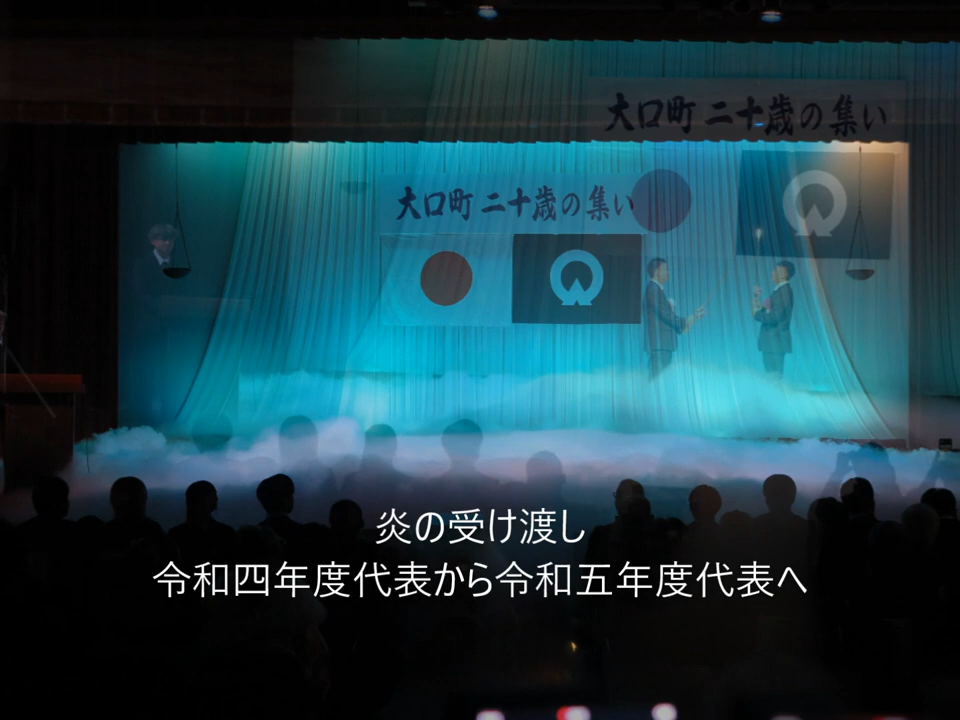 大口町 二十歳の集い
大口町 二十歳の集い
炎の受け渡し
令和四年度代表から令和五年度代表へ